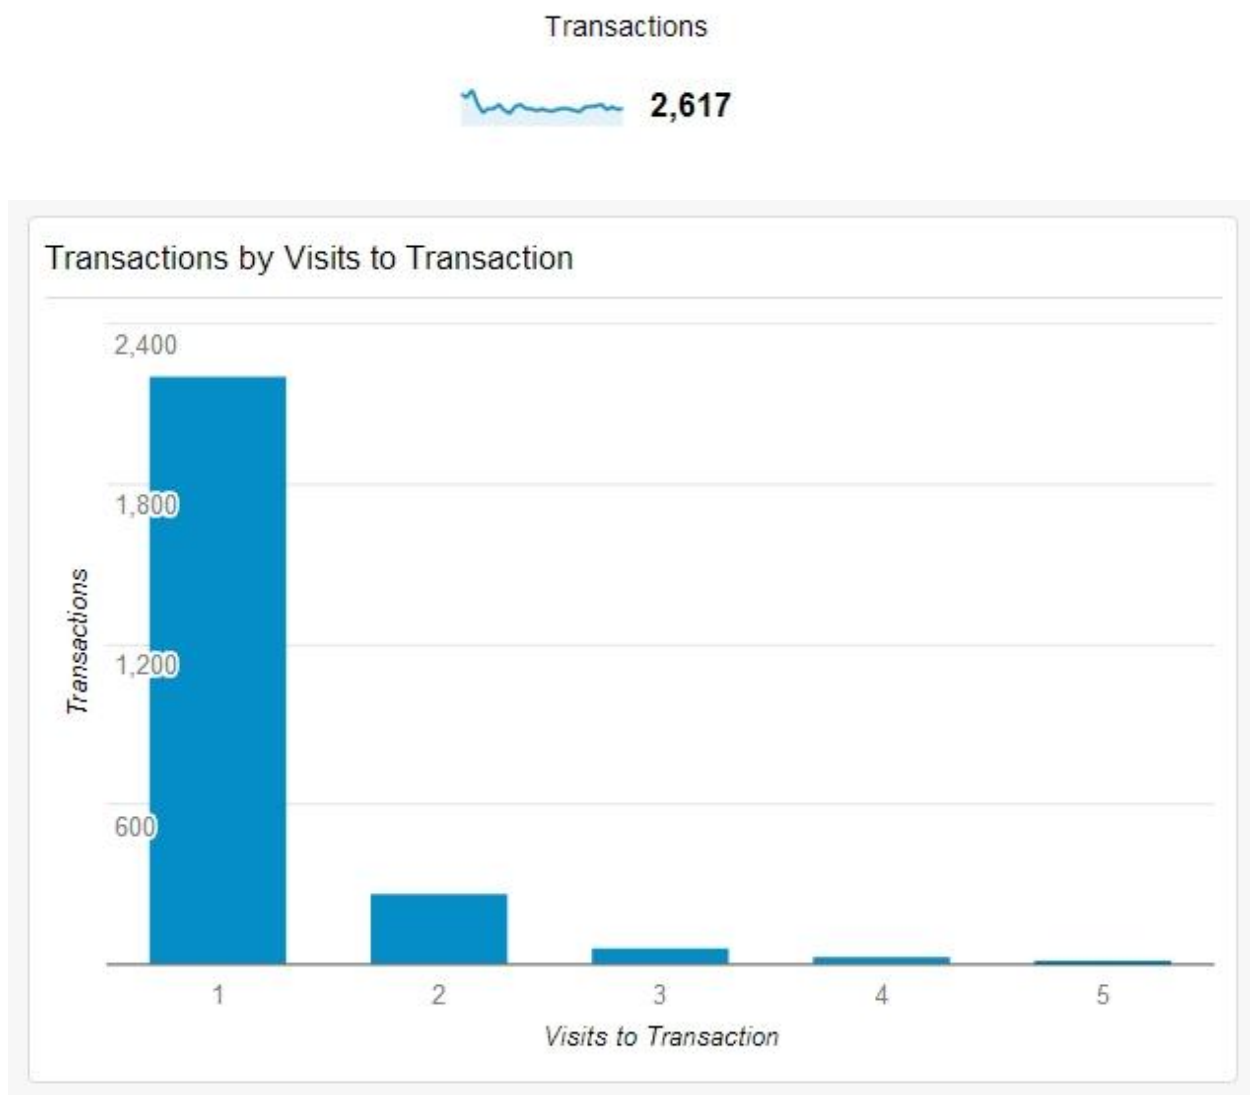 Transactions
2,617
Transactions by Visits to Transaction
2,400
1,800
1,200
600
Transactions
1 2 3 4 5
Visits to Transaction